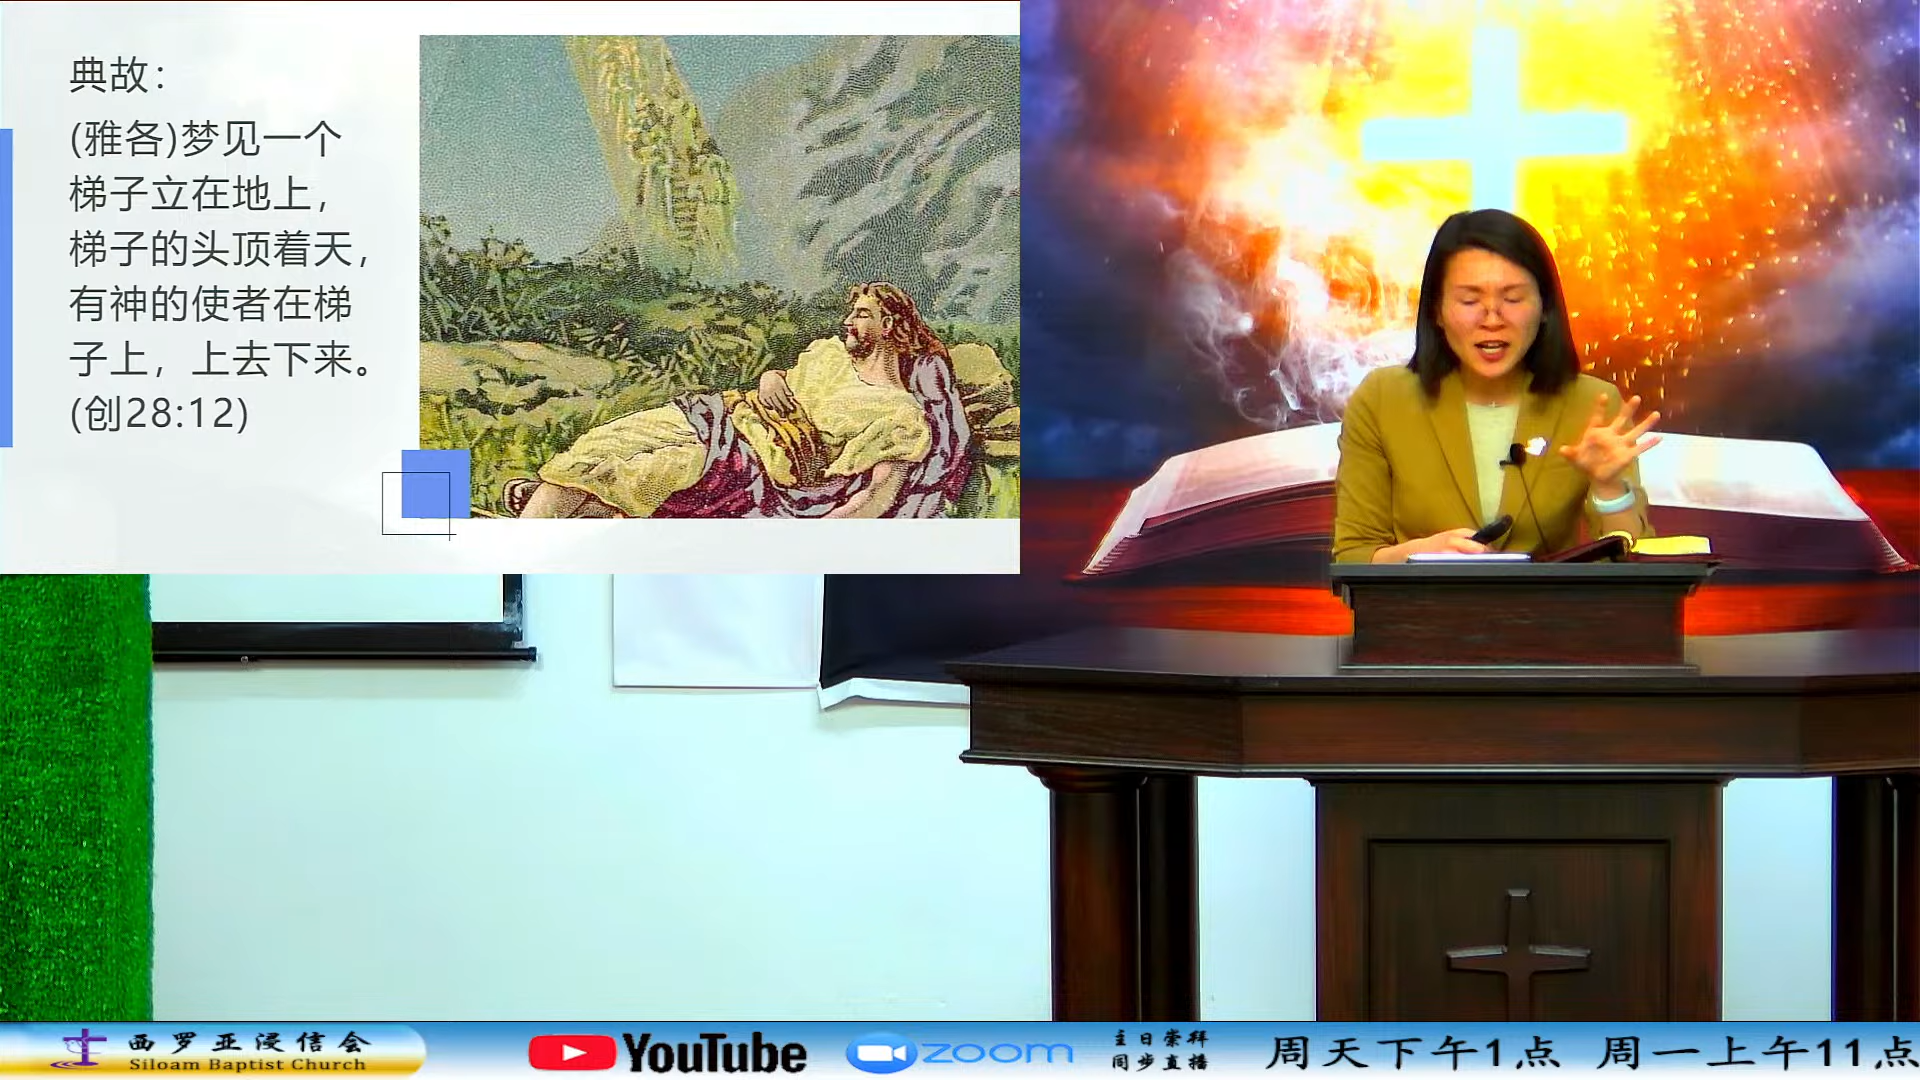 典故：
(雅各)梦见一个
梯子立在地上，
梯子的头顶着天，
有神的使者在梯
子上，上去下来。
(创28:12)
西罗亚浸信会
Siloam Baptist Church
YouTube
zoom
主日崇拜
同步直播
周天下午1点 周一上午11点